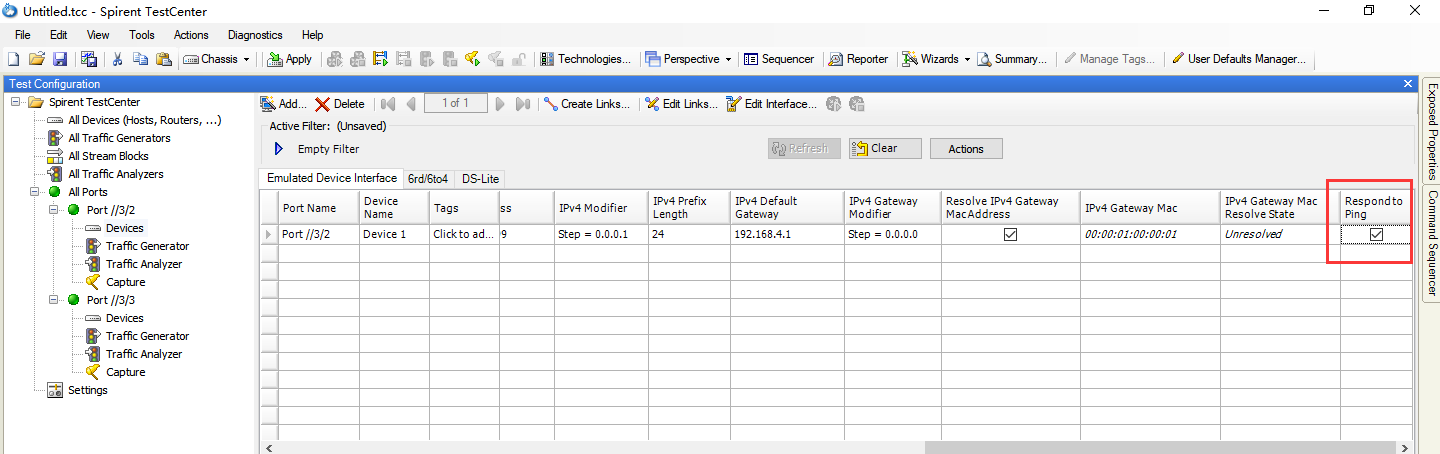 Untitled.tcc - Spirent TestCenter
File Edit View Tools Actions Diagnostics Help
Chassis Apply Technologies... Perspective Sequencer Reporter Wizards Summary... Manage Tags... User Defaults Manager...
Test Configuration
Spirent TestCenter
All Devices (Hosts, Routers, ...)
All Traffic Generators
All Stream Blocks
All Traffic Analyzers
All Ports
Port //3/2
Devices
Traffic Generator
Traffic Analyzer
Capture
Port //3/3
Devices
Traffic Generator
Traffic Analyzer
Capture
Settings
Add... Delete 1 of 1 Create Links... Edit Links... Edit Interface...
Active Filter: (Unsaved)
Empty Filter Refresh Clear Actions
Emulated Device Interface 6rd/6to4 DS-Lite
Port Name
Device
Name
Tags
ss
IPv4 Modifier
IPv4 Prefix
Length
IPv4 Default
Gateway
IPv4 Gateway
Modifier
Resolve IPv4 Gateway
Mac Address
IPv4 Gateway Mac
IPv4 Gateway Mac
Resolve State
Respond to
Ping
Port //3/2 Device 1 Click to ad... 9 Step = 0.0.0.1 24 192.168.4.1 Step = 0.0.0.0 00:00:01:00:00:01 Unresolved
Exposed Properties
Command Sequencer